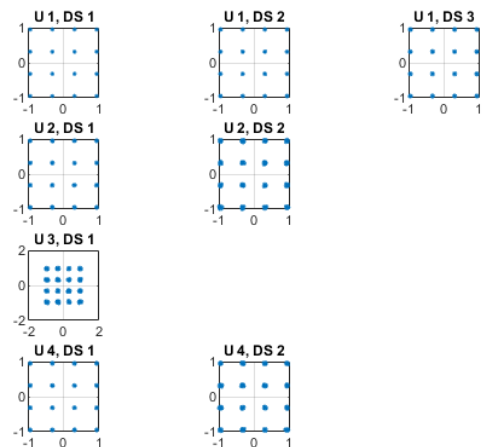 U 1, DS 1 U 1, DS 2 U 1, DS 3
1 1 1
0 0 0
-1 -1 -1
-1 0 1 -1 0 1 -1 0 1
U 2, DS 1 U 2, DS 2
1 1
0 0
-1 -1
-1 0 1 -1 0 1
U 3, DS 1
2
0
-2
-2 0 2
U 4, DS 1 U 4, DS 2
1 1
0 0
-1 -1
-1 0 1 -1 0 1